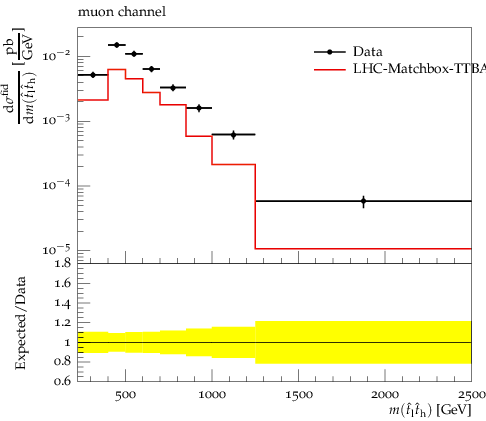 muon channel
dσ^fid / dm(t̂_l t̂_h) [pb/GeV]
Data
LHC-Matchbox-TTBA
10^−2
10^−3
10^−4
10^−5
Expected/Data
1.8
1.6
1.4
1.2
1
0.8
0.6
500 1000 1500 2000 2500
m(t̂_l t̂_h) [GeV]